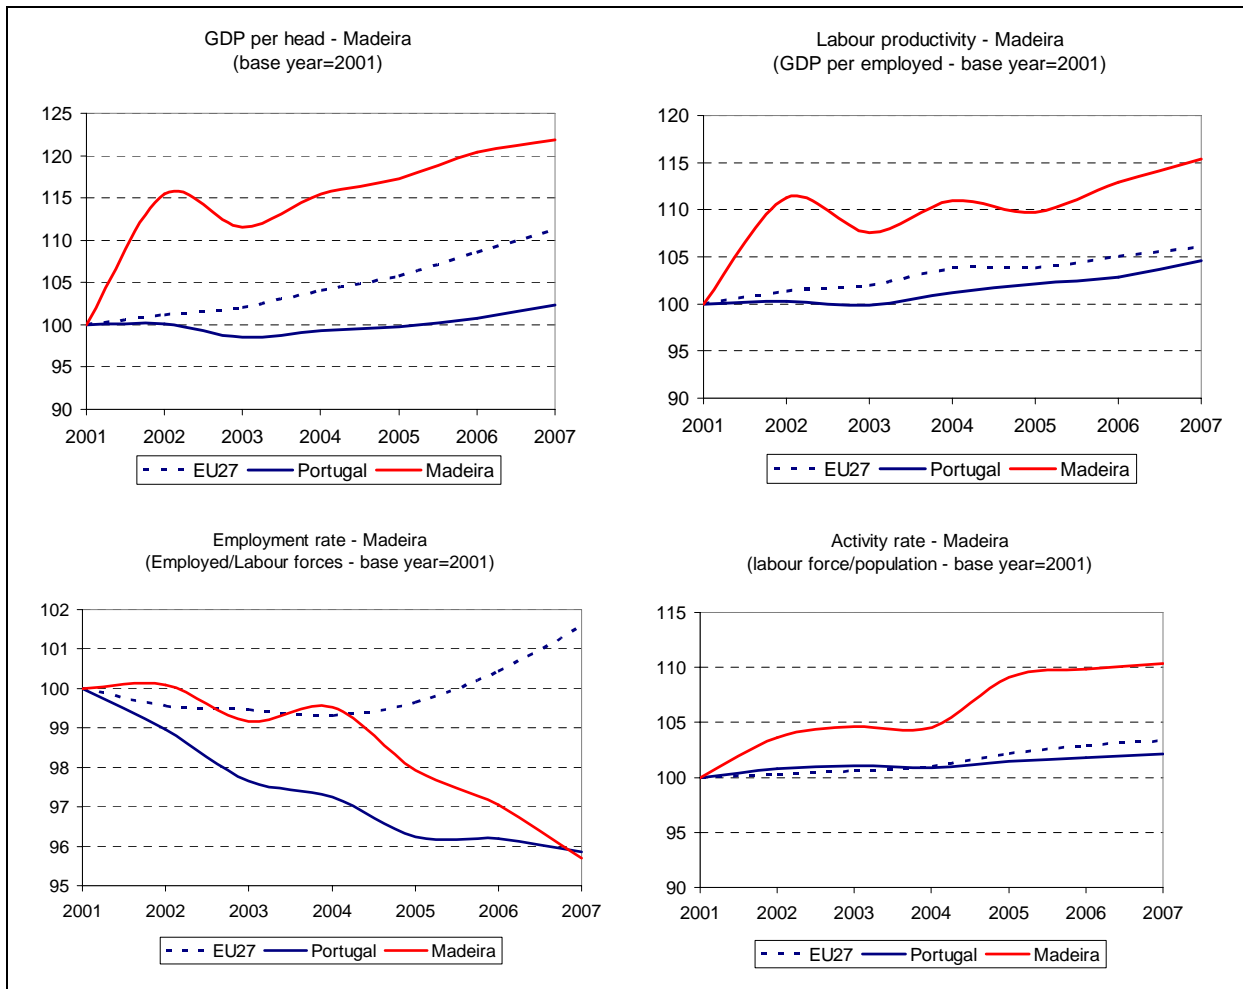 GDP per head - Madeira
(base year=2001)
125
120
115
110
105
100
95
90
2001 2002 2003 2004 2005 2006 2007
EU27 Portugal Madeira
Labour productivity - Madeira
(GDP per employed - base year=2001)
120
115
110
105
100
95
90
2001 2002 2003 2004 2005 2006 2007
EU27 Portugal Madeira
Employment rate - Madeira
(Employed/Labour forces - base year=2001)
102
101
100
99
98
97
96
95
2001 2002 2003 2004 2005 2006 2007
EU27 Portugal Madeira
Activity rate - Madeira
(labour force/population - base year=2001)
115
110
105
100
95
90
2001 2002 2003 2004 2005 2006 2007
EU27 Portugal Madeira